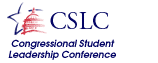 CSLC
Congressional Student
Leadership Conference